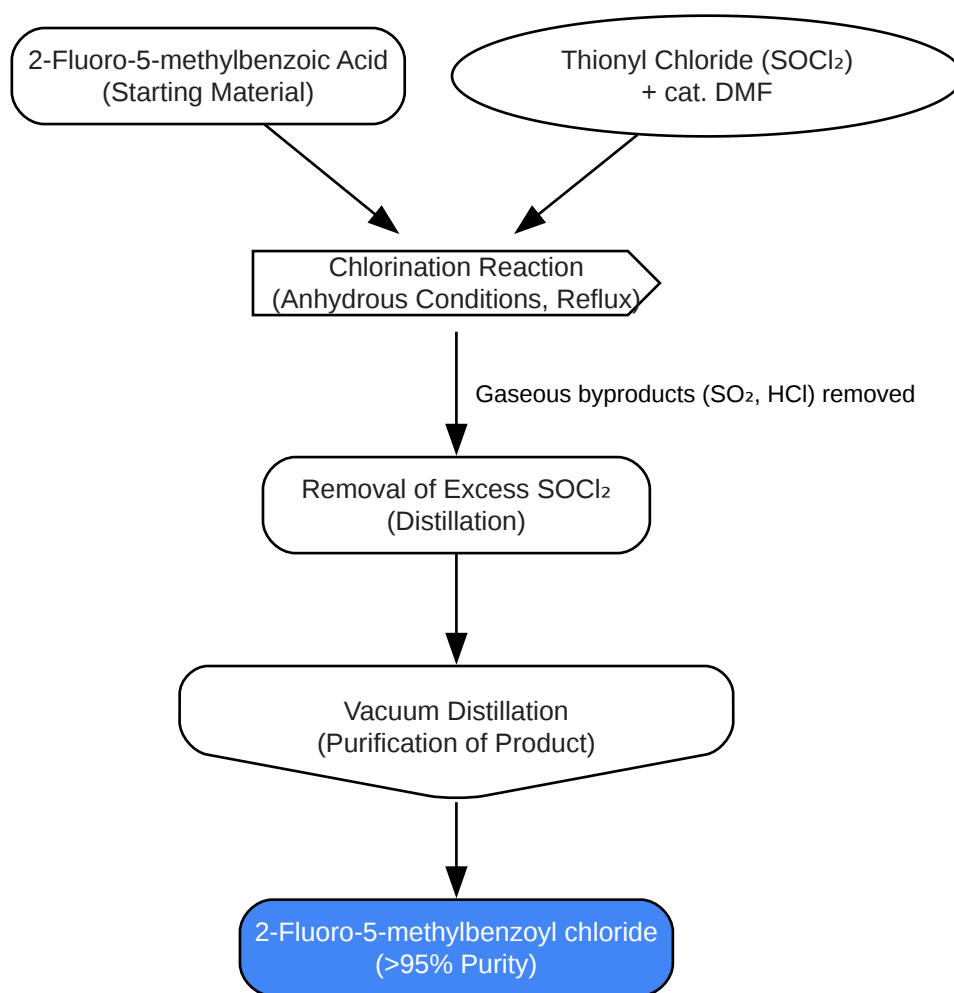 2-Fluoro-5-methylbenzoic Acid
(Starting Material)
Thionyl Chloride (SOCl₂)
+ cat. DMF
Chlorination Reaction
(Anhydrous Conditions, Reflux)
Gaseous byproducts (SO₂, HCl) removed
Removal of Excess SOCl₂
(Distillation)
Vacuum Distillation
(Purification of Product)
2-Fluoro-5-methylbenzoyl chloride
(>95% Purity)